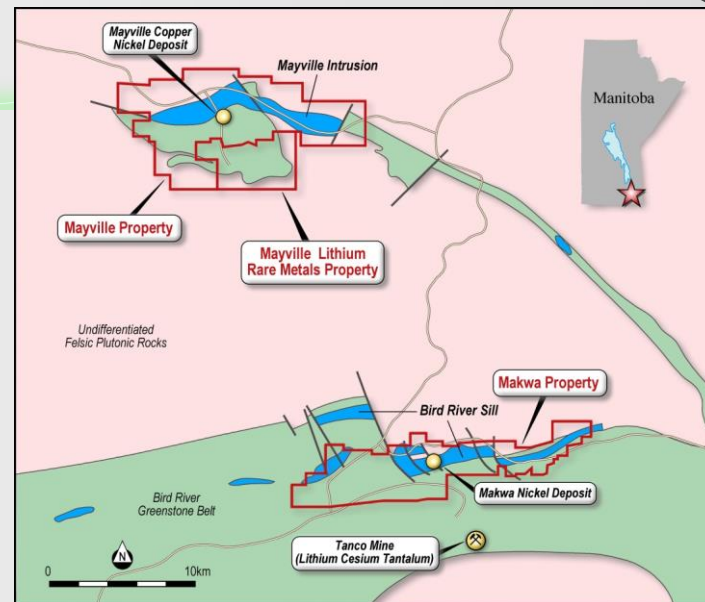 Mayville Copper
Nickel Deposit
Mayville Intrusion
Manitoba
Mayville Property
Mayville Lithium
Rare Metals Property
Undifferentiated
Felsic Plutonic Rocks
Makwa Property
Bird River Sill
Bird River
Greenstone Belt
Makwa Nickel Deposit
Tanco Mine
(Lithium Cesium Tantalum)
N
0 10km